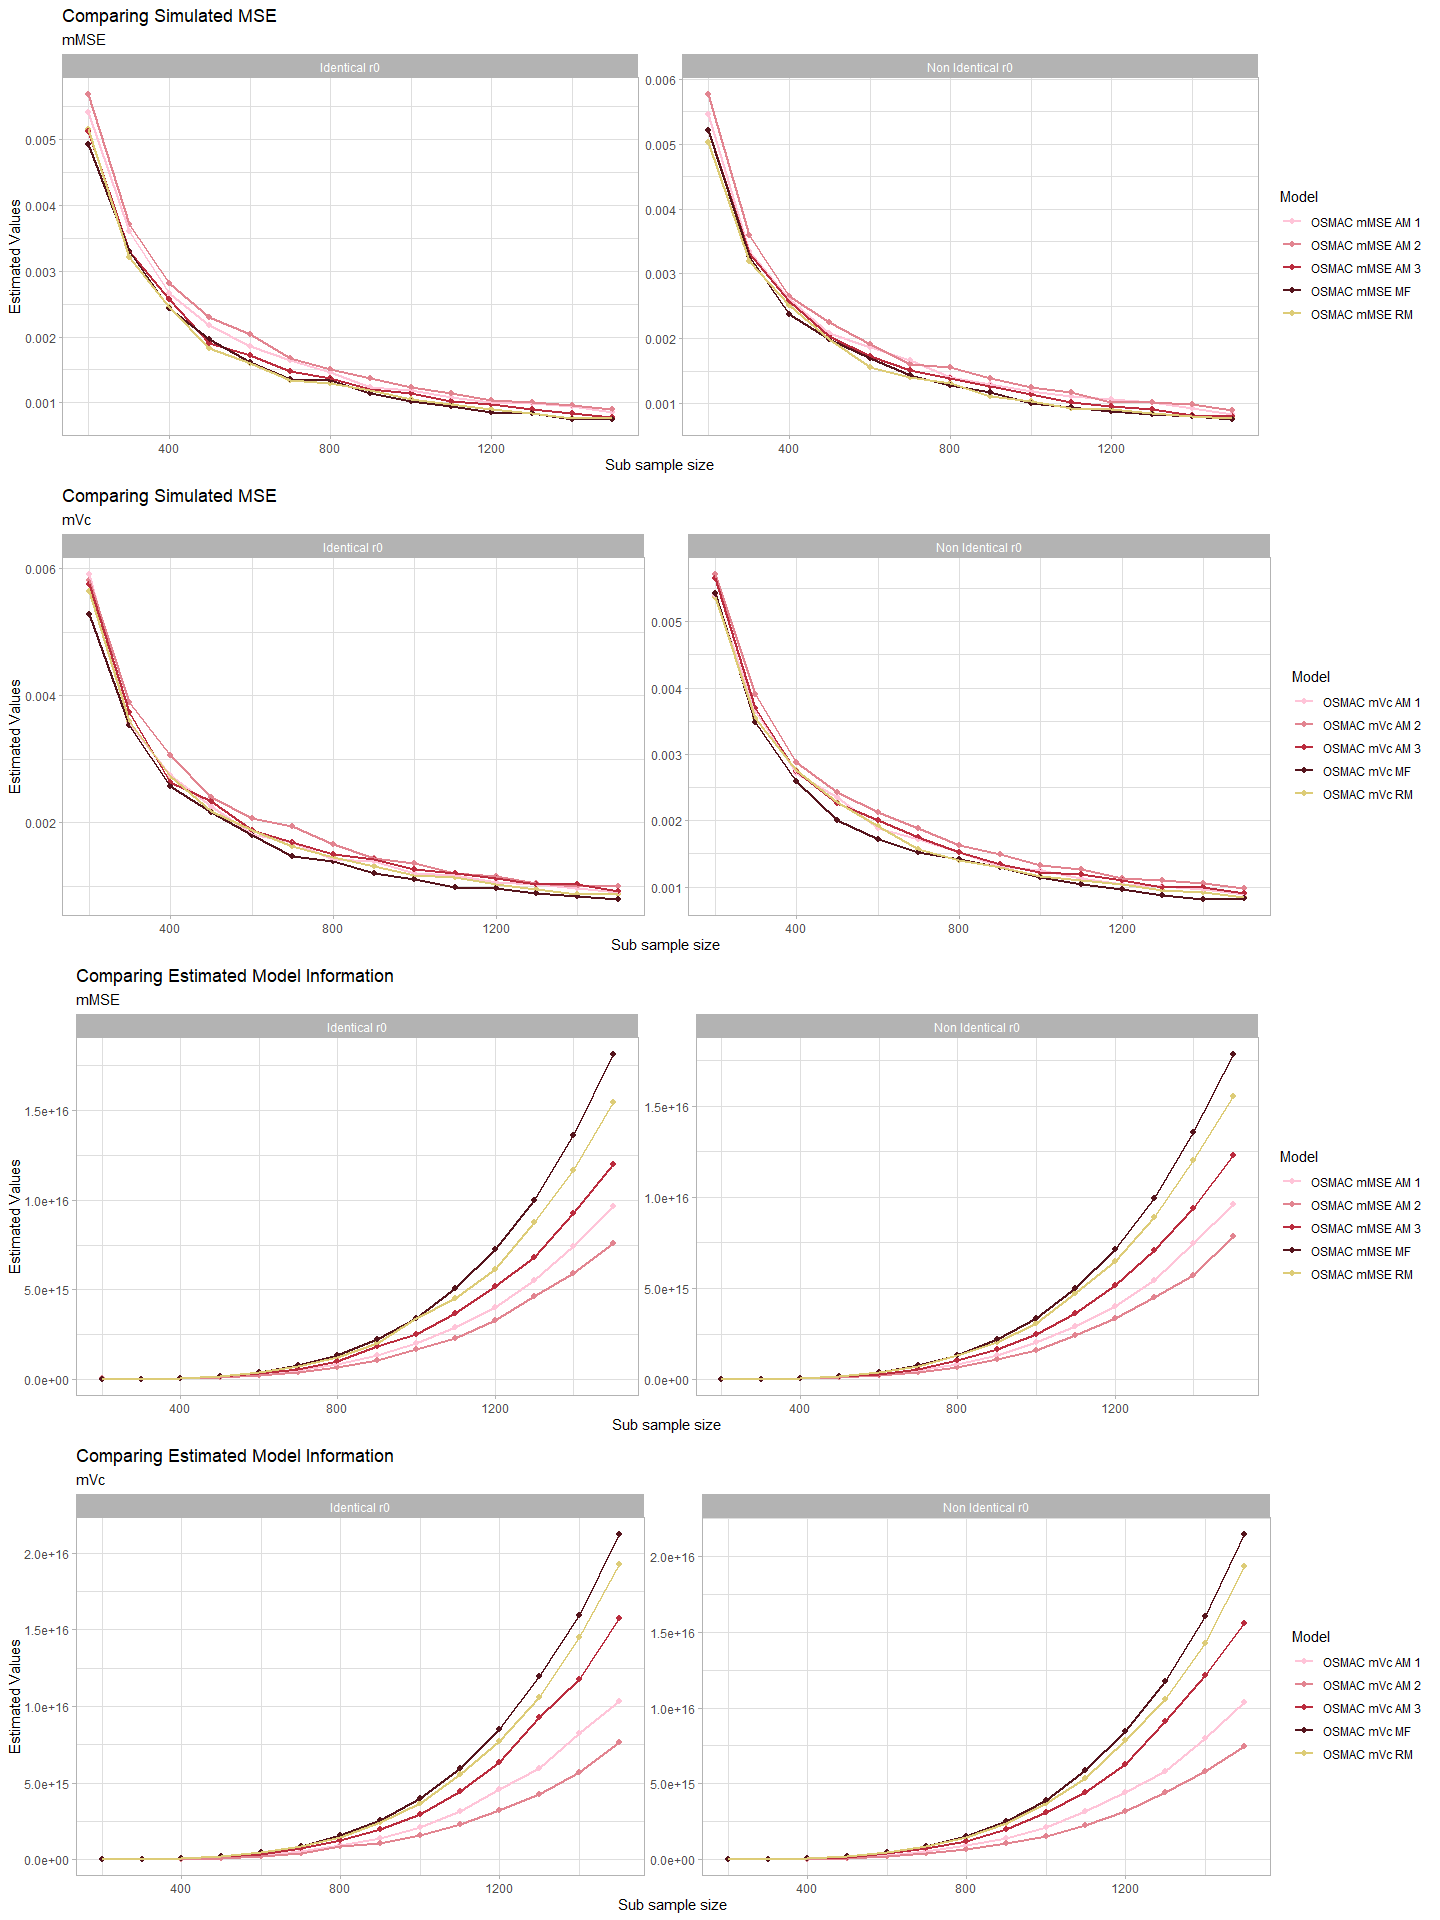 Comparing Simulated MSE
mMSE
Identical r0
Non Identical r0
Estimated Values
0.005
0.004
0.003
0.002
0.001
0.006
0.005
0.004
0.003
0.002
0.001
400
800
1200
400
800
1200
Sub sample size
Model
OSMAC mMSE AM 1
OSMAC mMSE AM 2
OSMAC mMSE AM 3
OSMAC mMSE MF
OSMAC mMSE RM
Comparing Simulated MSE
mVc
Identical r0
Non Identical r0
Estimated Values
0.006
0.004
0.002
0.005
0.004
0.003
0.002
0.001
400
800
1200
400
800
1200
Sub sample size
Model
OSMAC mVc AM 1
OSMAC mVc AM 2
OSMAC mVc AM 3
OSMAC mVc MF
OSMAC mVc RM
Comparing Estimated Model Information
mMSE
Identical r0
Non Identical r0
Estimated Values
1.5e+16
1.0e+16
5.0e+15
0.0e+00
1.5e+16
1.0e+16
5.0e+15
0.0e+00
400
800
1200
400
800
1200
Sub sample size
Model
OSMAC mMSE AM 1
OSMAC mMSE AM 2
OSMAC mMSE AM 3
OSMAC mMSE MF
OSMAC mMSE RM
Comparing Estimated Model Information
mVc
Identical r0
Non Identical r0
Estimated Values
2.0e+16
1.5e+16
1.0e+16
5.0e+15
0.0e+00
2.0e+16
1.5e+16
1.0e+16
5.0e+15
0.0e+00
400
800
1200
400
800
1200
Sub sample size
Model
OSMAC mVc AM 1
OSMAC mVc AM 2
OSMAC mVc AM 3
OSMAC mVc MF
OSMAC mVc RM